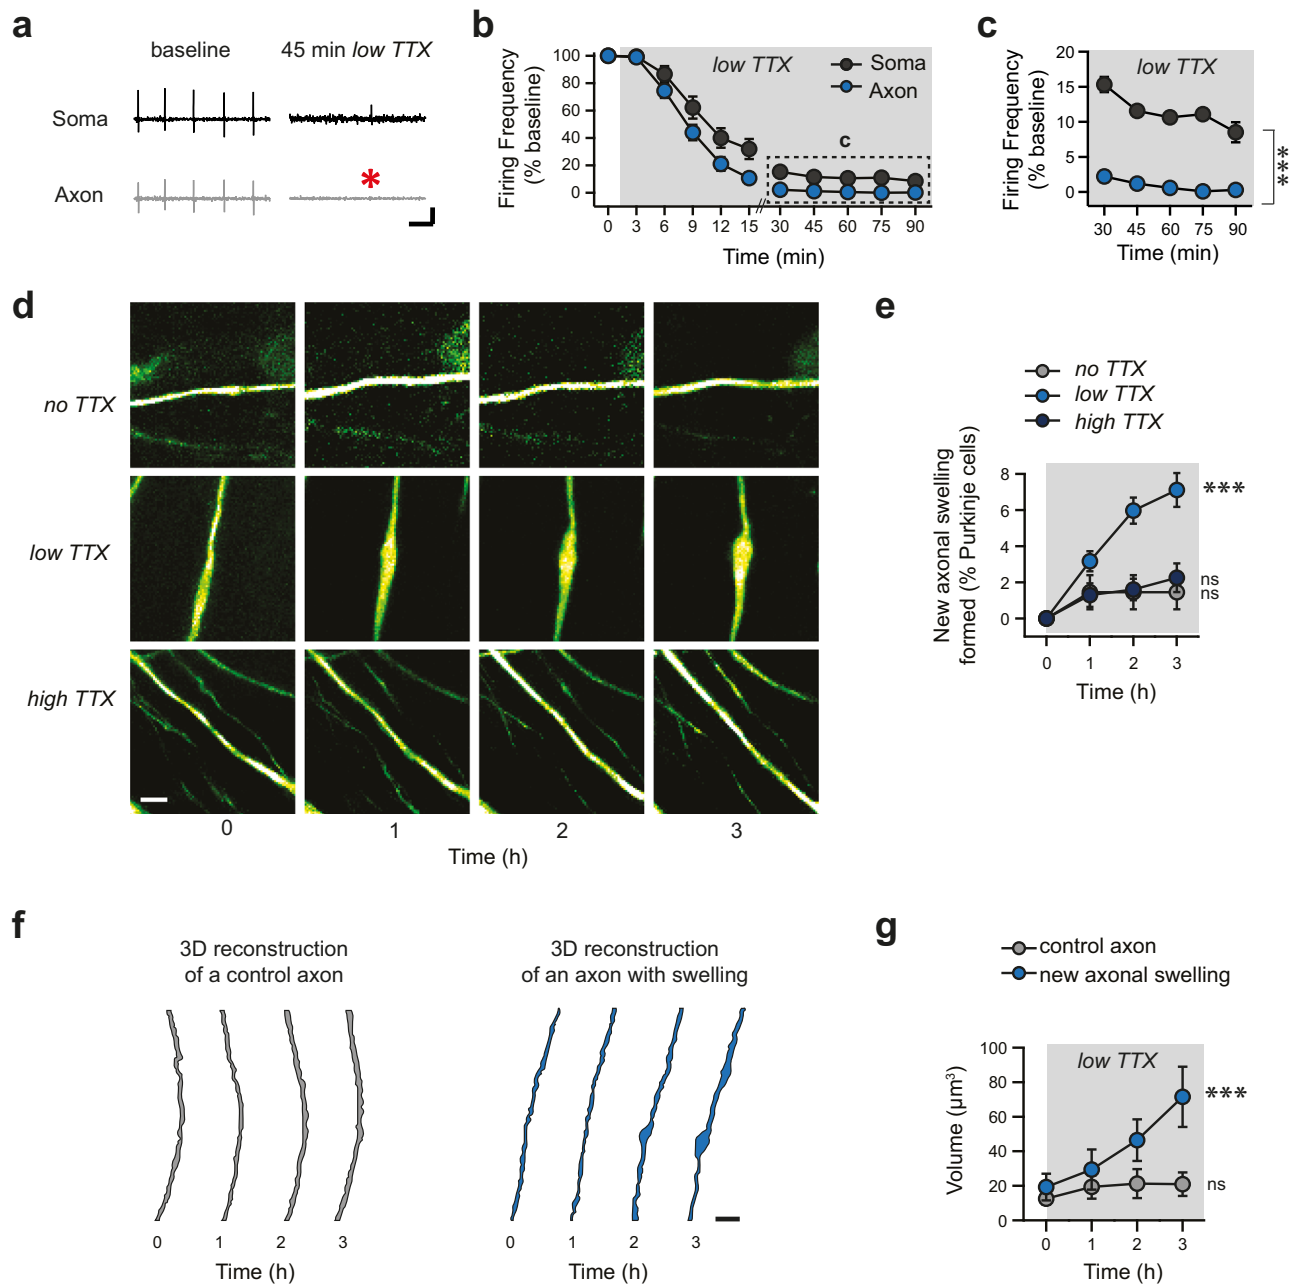 a
baseline
45 min low TTX
Soma
Axon
*
b
Firing Frequency
(% baseline)
100
80
60
40
20
0
low TTX
Soma
Axon
c
0 3 6 9 12 15 30 45 60 75 90
Time (min)
c
Firing Frequency
(% baseline)
20
15
10
5
0
low TTX
***
30 45 60 75 90
Time (min)
d
no TTX
low TTX
high TTX
0 1 2 3
Time (h)
e
no TTX
low TTX
high TTX
New axonal swelling
formed (% Purkinje cells)
8
6
4
2
0
***
ns
ns
0 1 2 3
Time (h)
f
3D reconstruction
of a control axon
0 1 2 3
Time (h)
3D reconstruction
of an axon with swelling
0 1 2 3
Time (h)
g
control axon
new axonal swelling
Volume (µm³)
100
80
60
40
20
0
low TTX
***
ns
0 1 2 3
Time (h)